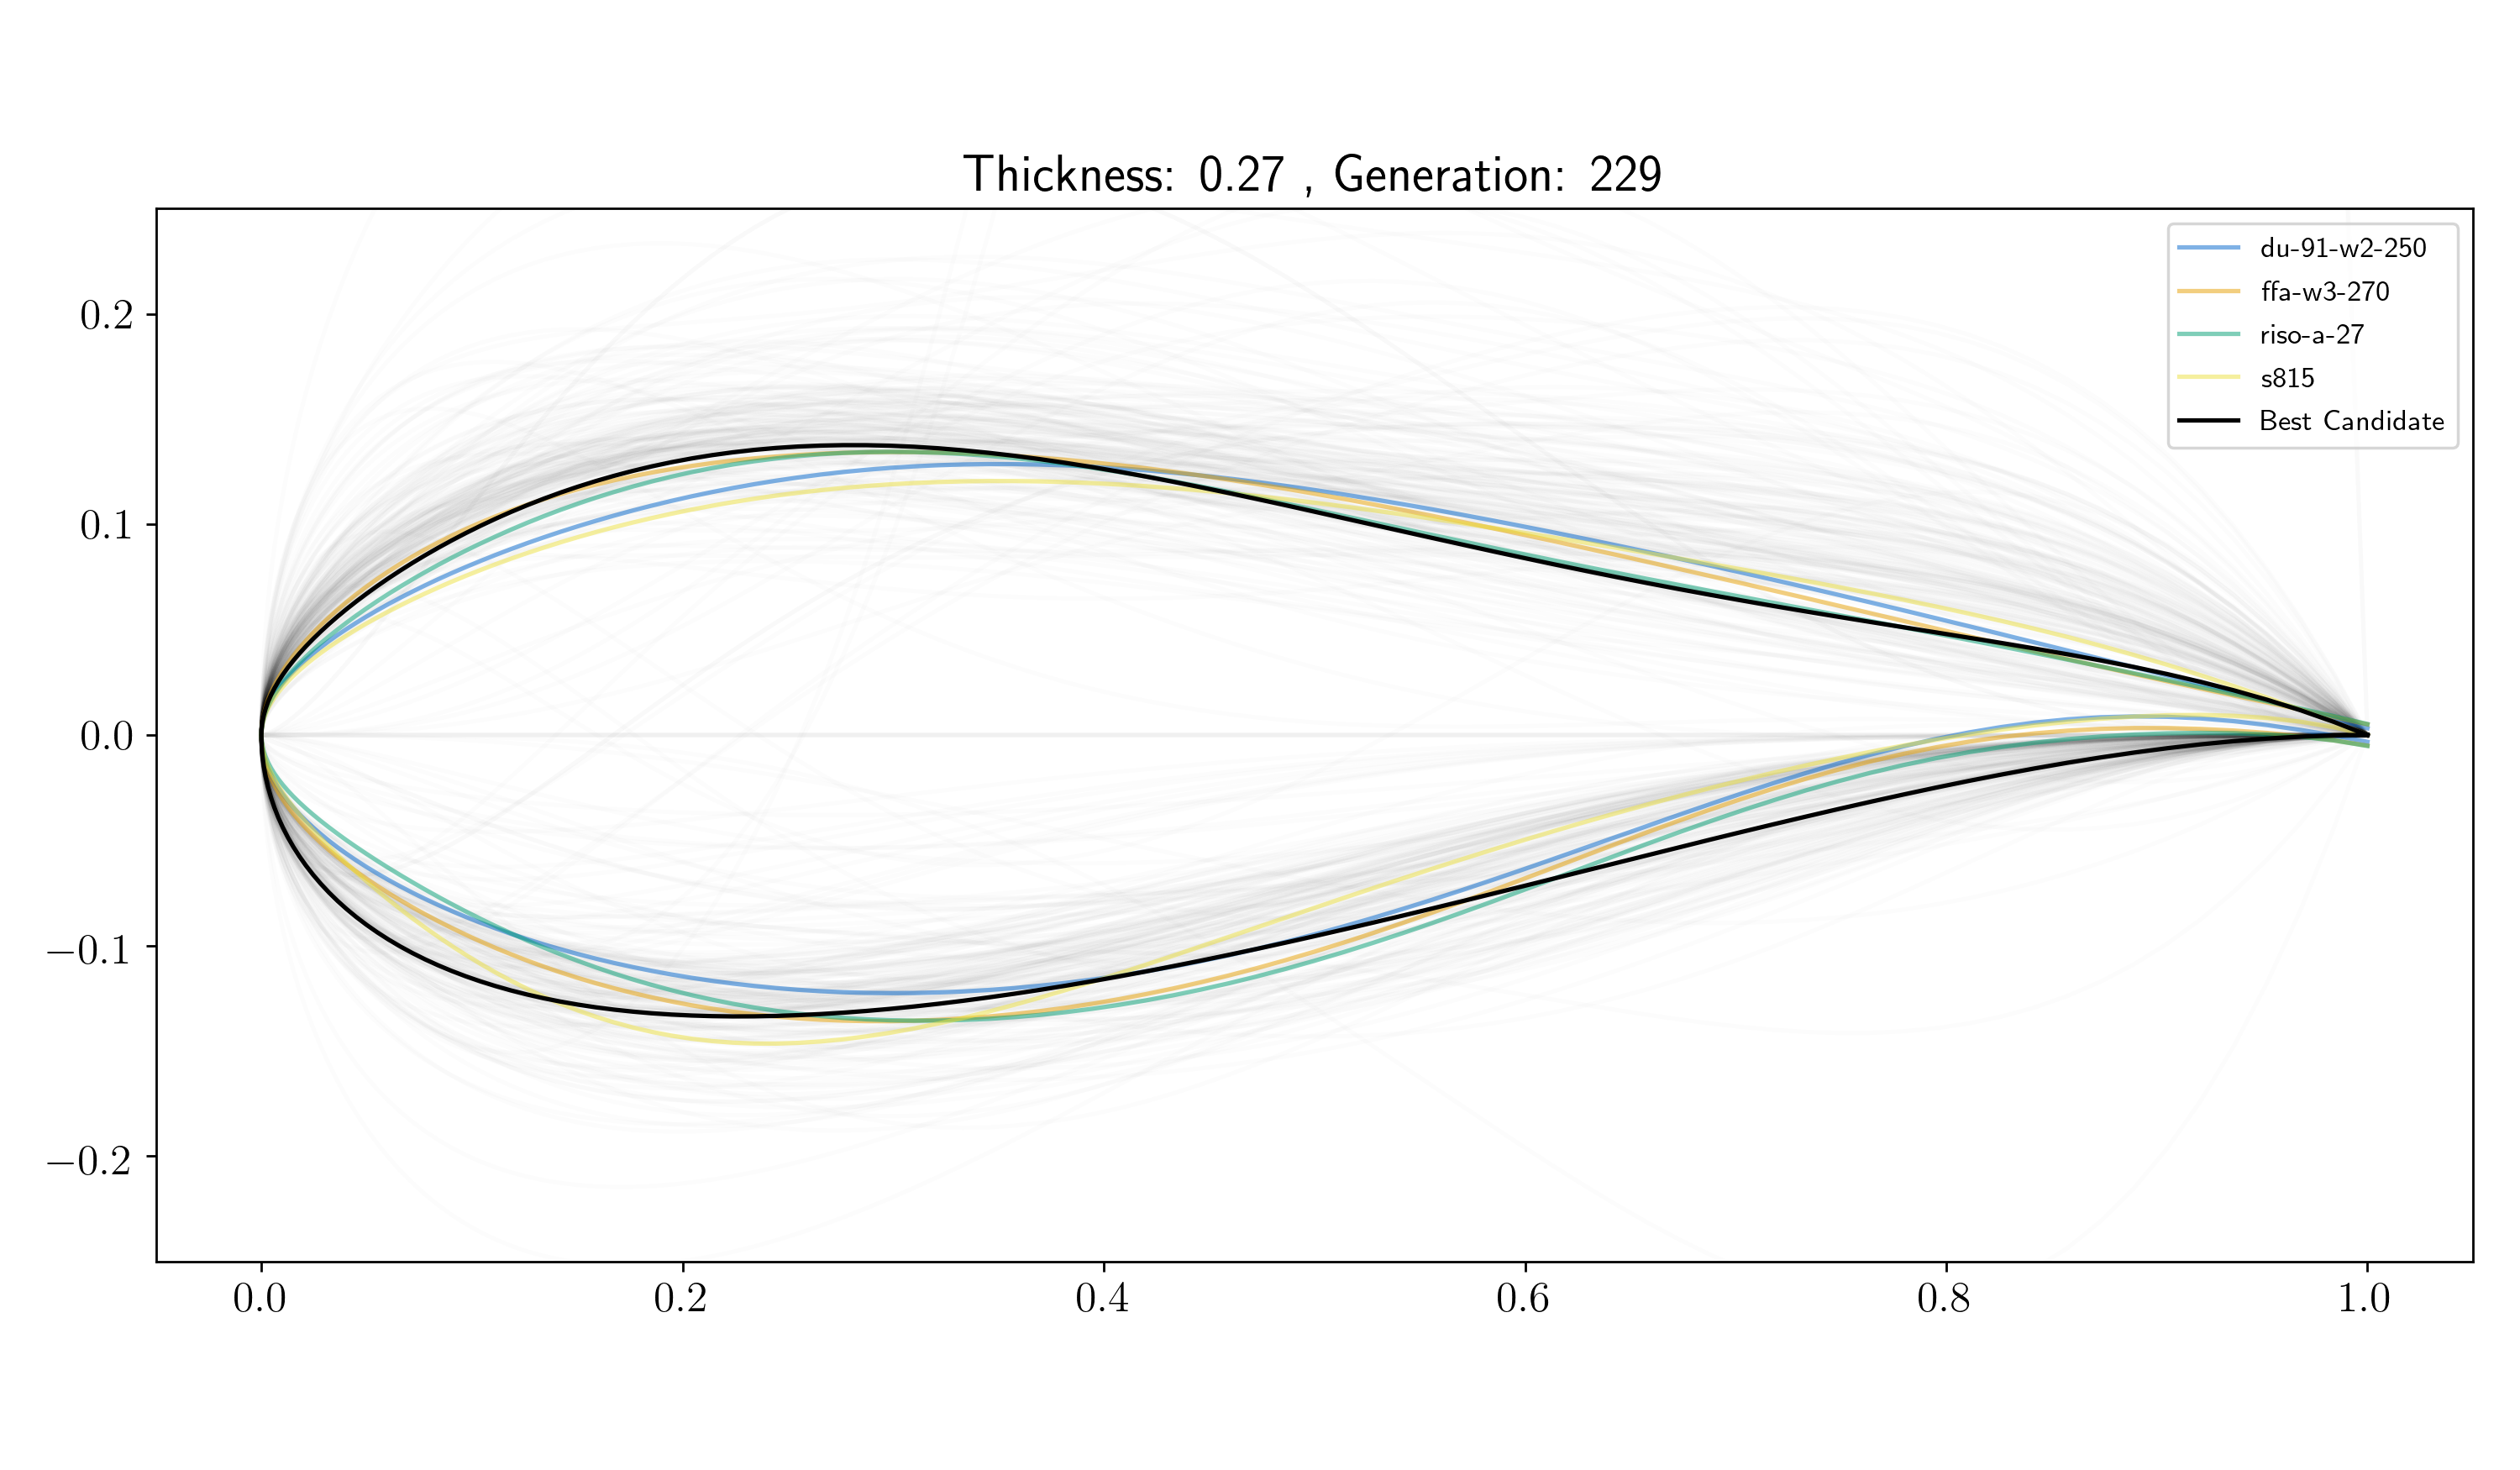 Thickness: 0.27 , Generation: 229
du-91-w2-250
ffa-w3-270
riso-a-27
s815
Best Candidate
0.2
0.1
0.0
−0.1
−0.2
0.0 0.2 0.4 0.6 0.8 1.0